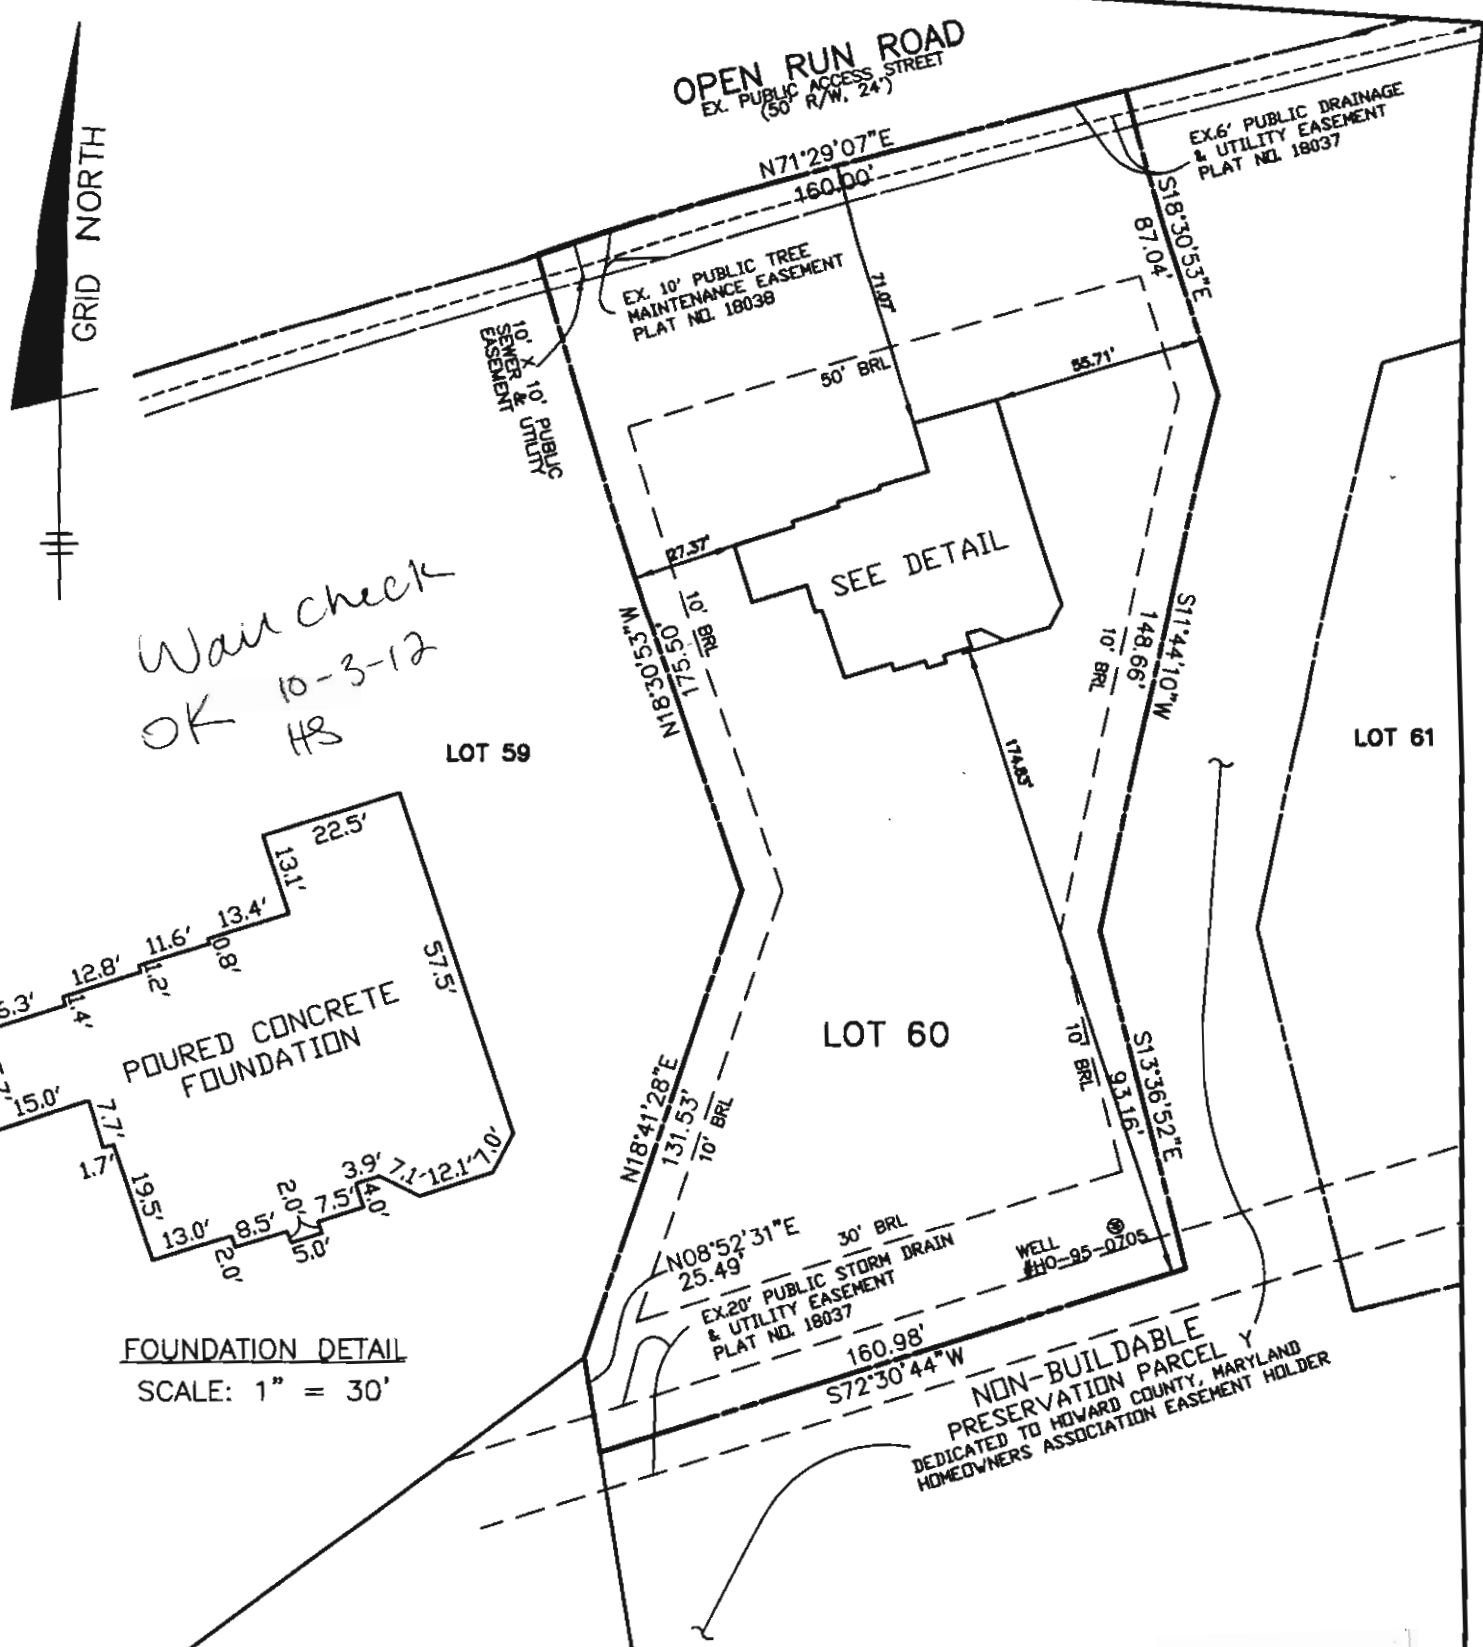 OPEN RUN ROAD
EX. PUBLIC ACCESS STREET
(50' R/W, 24')
GRID NORTH
N71°29'07"E
160.00'
EX.6' PUBLIC DRAINAGE
& UTILITY EASEMENT
PLAT NO. 18037
S18°30'53"E
87.04'
EX. 10' PUBLIC TREE
MAINTENANCE EASEMENT
PLAT NO. 18038
71.07'
10' X 10' PUBLIC
SEWER & UTILITY
EASEMENT
50' BRL
55.71'
27.37'
SEE DETAIL
Wall check
OK 10-3-12
HS
N18°30'53"W
175.50'
10' BRL
S11°44'10"W
148.66'
10' BRL
LOT 59
LOT 61
174.83'
22.5'
13.1'
13.4'
0.8'
11.6'
1.2'
12.8'
1.4'
57.5'
POURED CONCRETE
FOUNDATION
15.0'
7.7'
1.7'
19.5'
13.0'
2.0'
8.5'
2.0'
5.0'
7.5'
3.9'
4.0'
7.1'
12.1'
7.0'
LOT 60
N18°41'28"E
131.53'
10' BRL
10' BRL
S13°36'52"E
93.16'
N08°52'31"E
25.49'
30' BRL
EX.20' PUBLIC STORM DRAIN
& UTILITY EASEMENT
PLAT NO. 18037
WELL
#HO-95-0705
160.98'
S72°30'44"W
NON-BUILDABLE
PRESERVATION PARCEL Y
DEDICATED TO HOWARD COUNTY, MARYLAND
HOMEOWNERS ASSOCIATION EASEMENT HOLDER
FOUNDATION DETAIL
SCALE: 1" = 30'